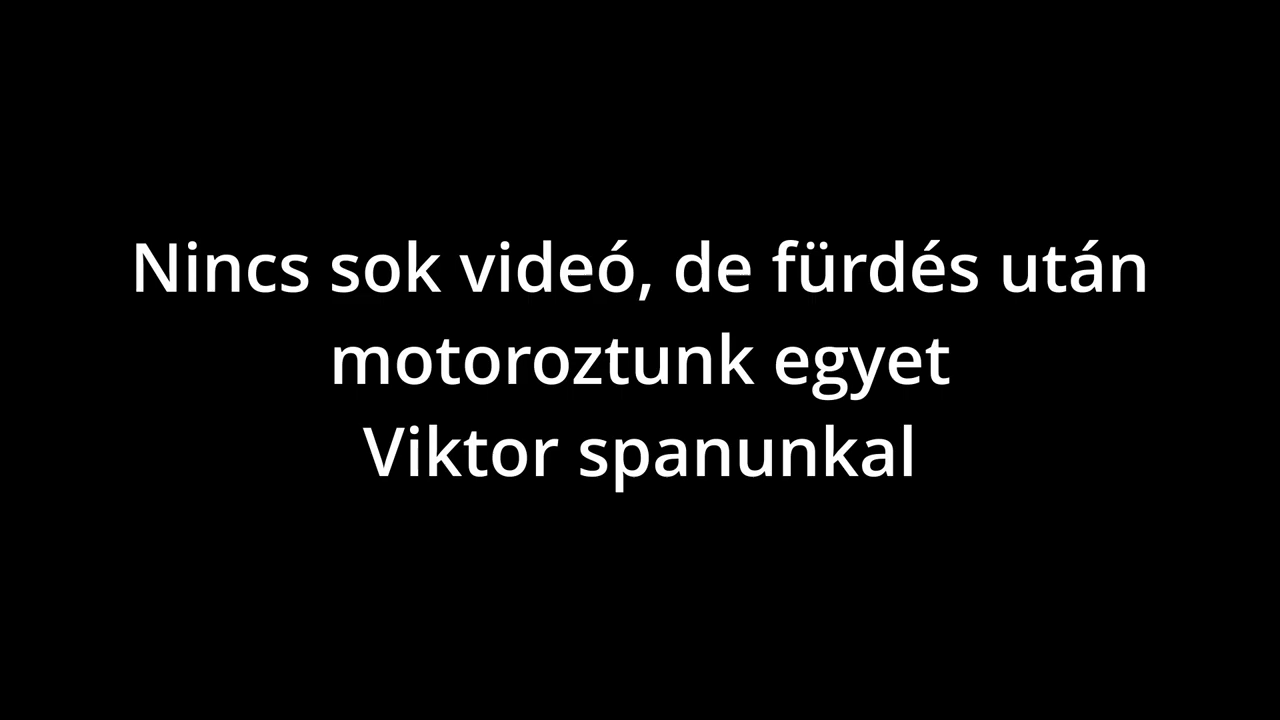 Nincs sok videó, de fürdés után
motoroztunk egyet
Viktor spanunkal